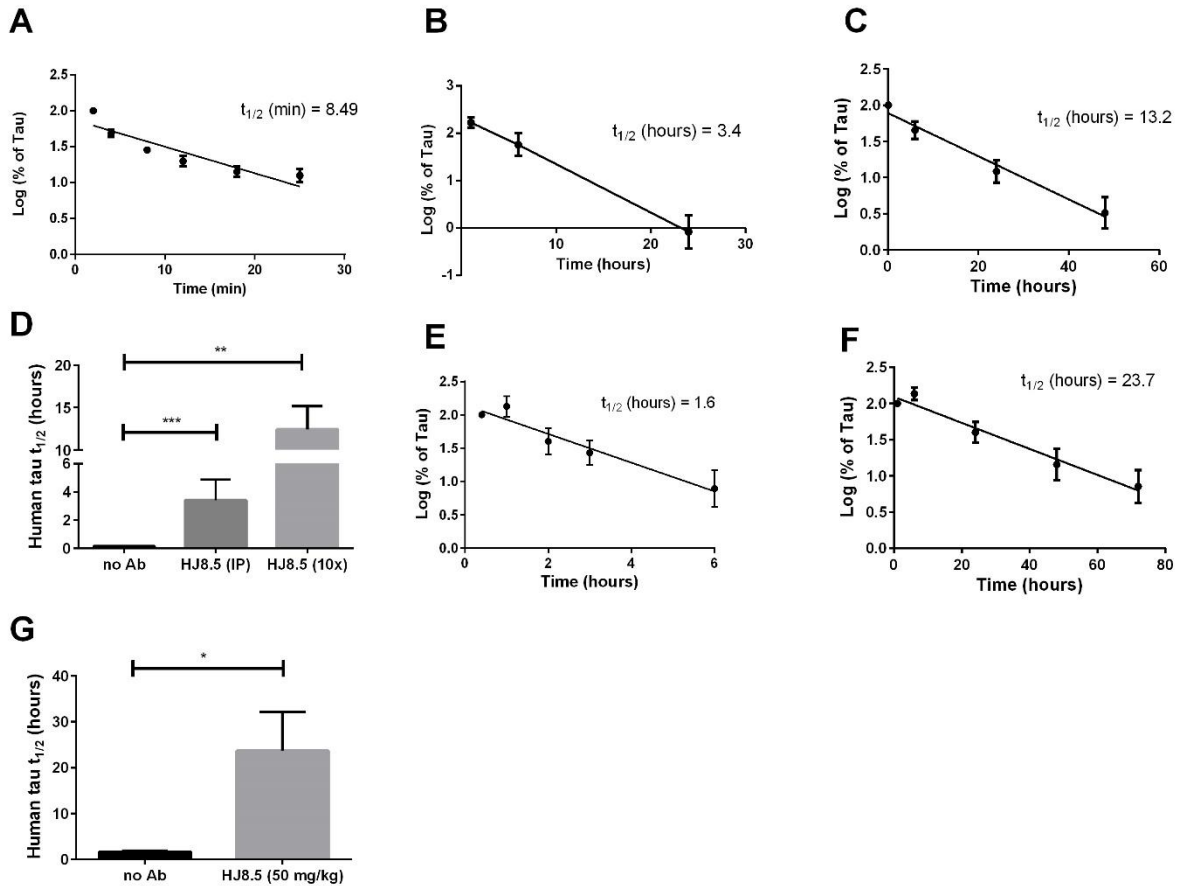 A
2.5
2.0
1.5
1.0
0.5
0.0
0
10
20
30
Log (% of Tau)
Time (min)
t1/2 (min) = 8.49
B
3
2
1
0
-1
10
20
30
Log (% of Tau)
Time (hours)
t1/2 (hours) = 3.4
C
2.5
2.0
1.5
1.0
0.5
0.0
0
20
40
60
Log (% of Tau)
Time (hours)
t1/2 (hours) = 13.2
D
20
15
10
6
4
2
0
Human tau t1/2 (hours)
**
***
no Ab
HJ8.5 (IP)
HJ8.5 (10x)
E
2.5
2.0
1.5
1.0
0.5
0.0
0
2
4
6
Log (% of Tau)
Time (hours)
t1/2 (hours) = 1.6
F
2.5
2.0
1.5
1.0
0.5
0.0
0
20
40
60
80
Log (% of Tau)
Time (hours)
t1/2 (hours) = 23.7
G
40
30
20
10
0
Human tau t1/2 (hours)
*
no Ab
HJ8.5 (50 mg/kg)